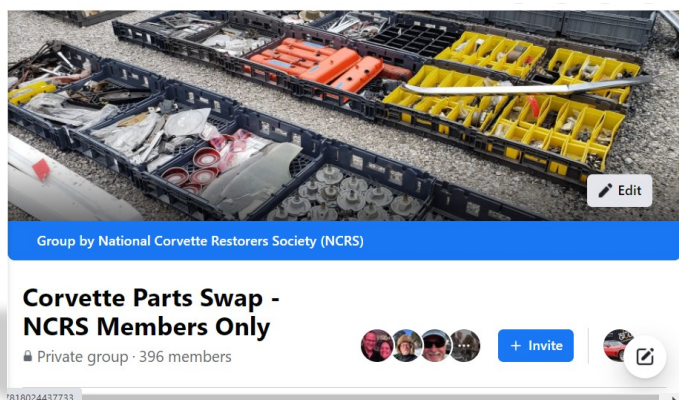 Edit
Group by National Corvette Restorers Society (NCRS)
Corvette Parts Swap -
NCRS Members Only
Private group · 396 members
+ Invite